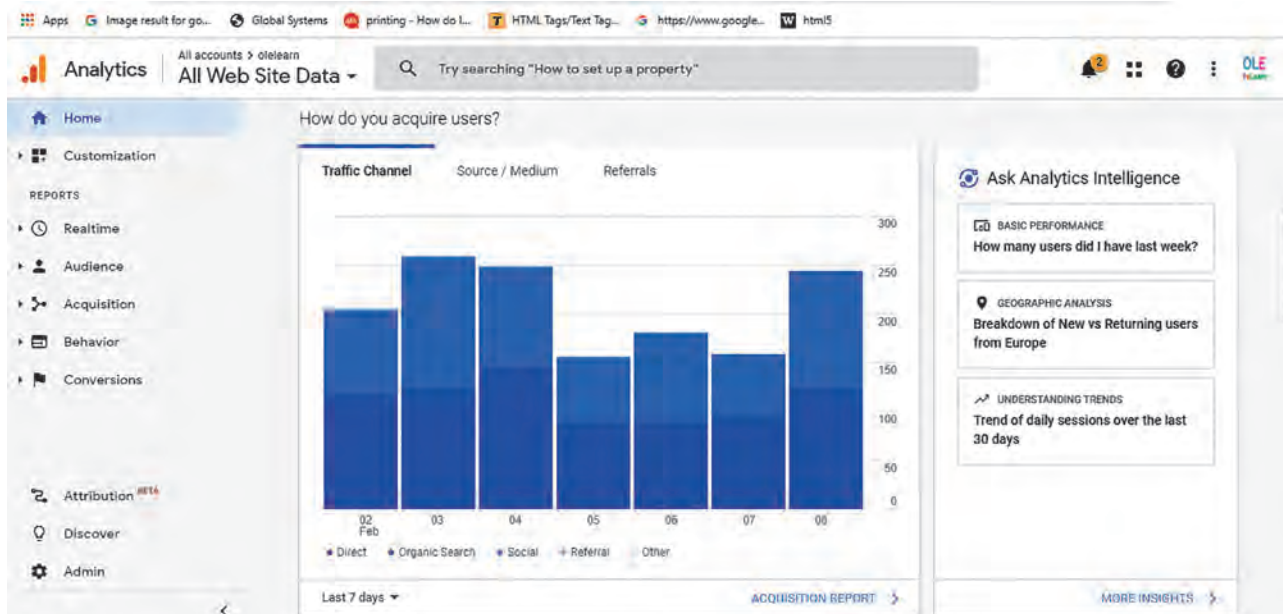 Apps Image result for go... Global Systems printing - How do I... HTML Tags/Text Tag... https://www.google... html5
All accounts > olelearn
Analytics All Web Site Data Try searching "How to set up a property" 2 OLE
Home
Customization
REPORTS
Realtime
Audience
Acquisition
Behavior
Conversions
Attribution BETA
Discover
Admin
How do you acquire users?
Traffic Channel Source / Medium Referrals
300
250
200
150
100
50
0
02 03 04 05 06 07 08
Feb
Direct Organic Search Social Referral Other
Last 7 days ACQUISITION REPORT
Ask Analytics Intelligence
BASIC PERFORMANCE
How many users did I have last week?
GEOGRAPHIC ANALYSIS
Breakdown of New vs Returning users
from Europe
UNDERSTANDING TRENDS
Trend of daily sessions over the last
30 days
MORE INSIGHTS